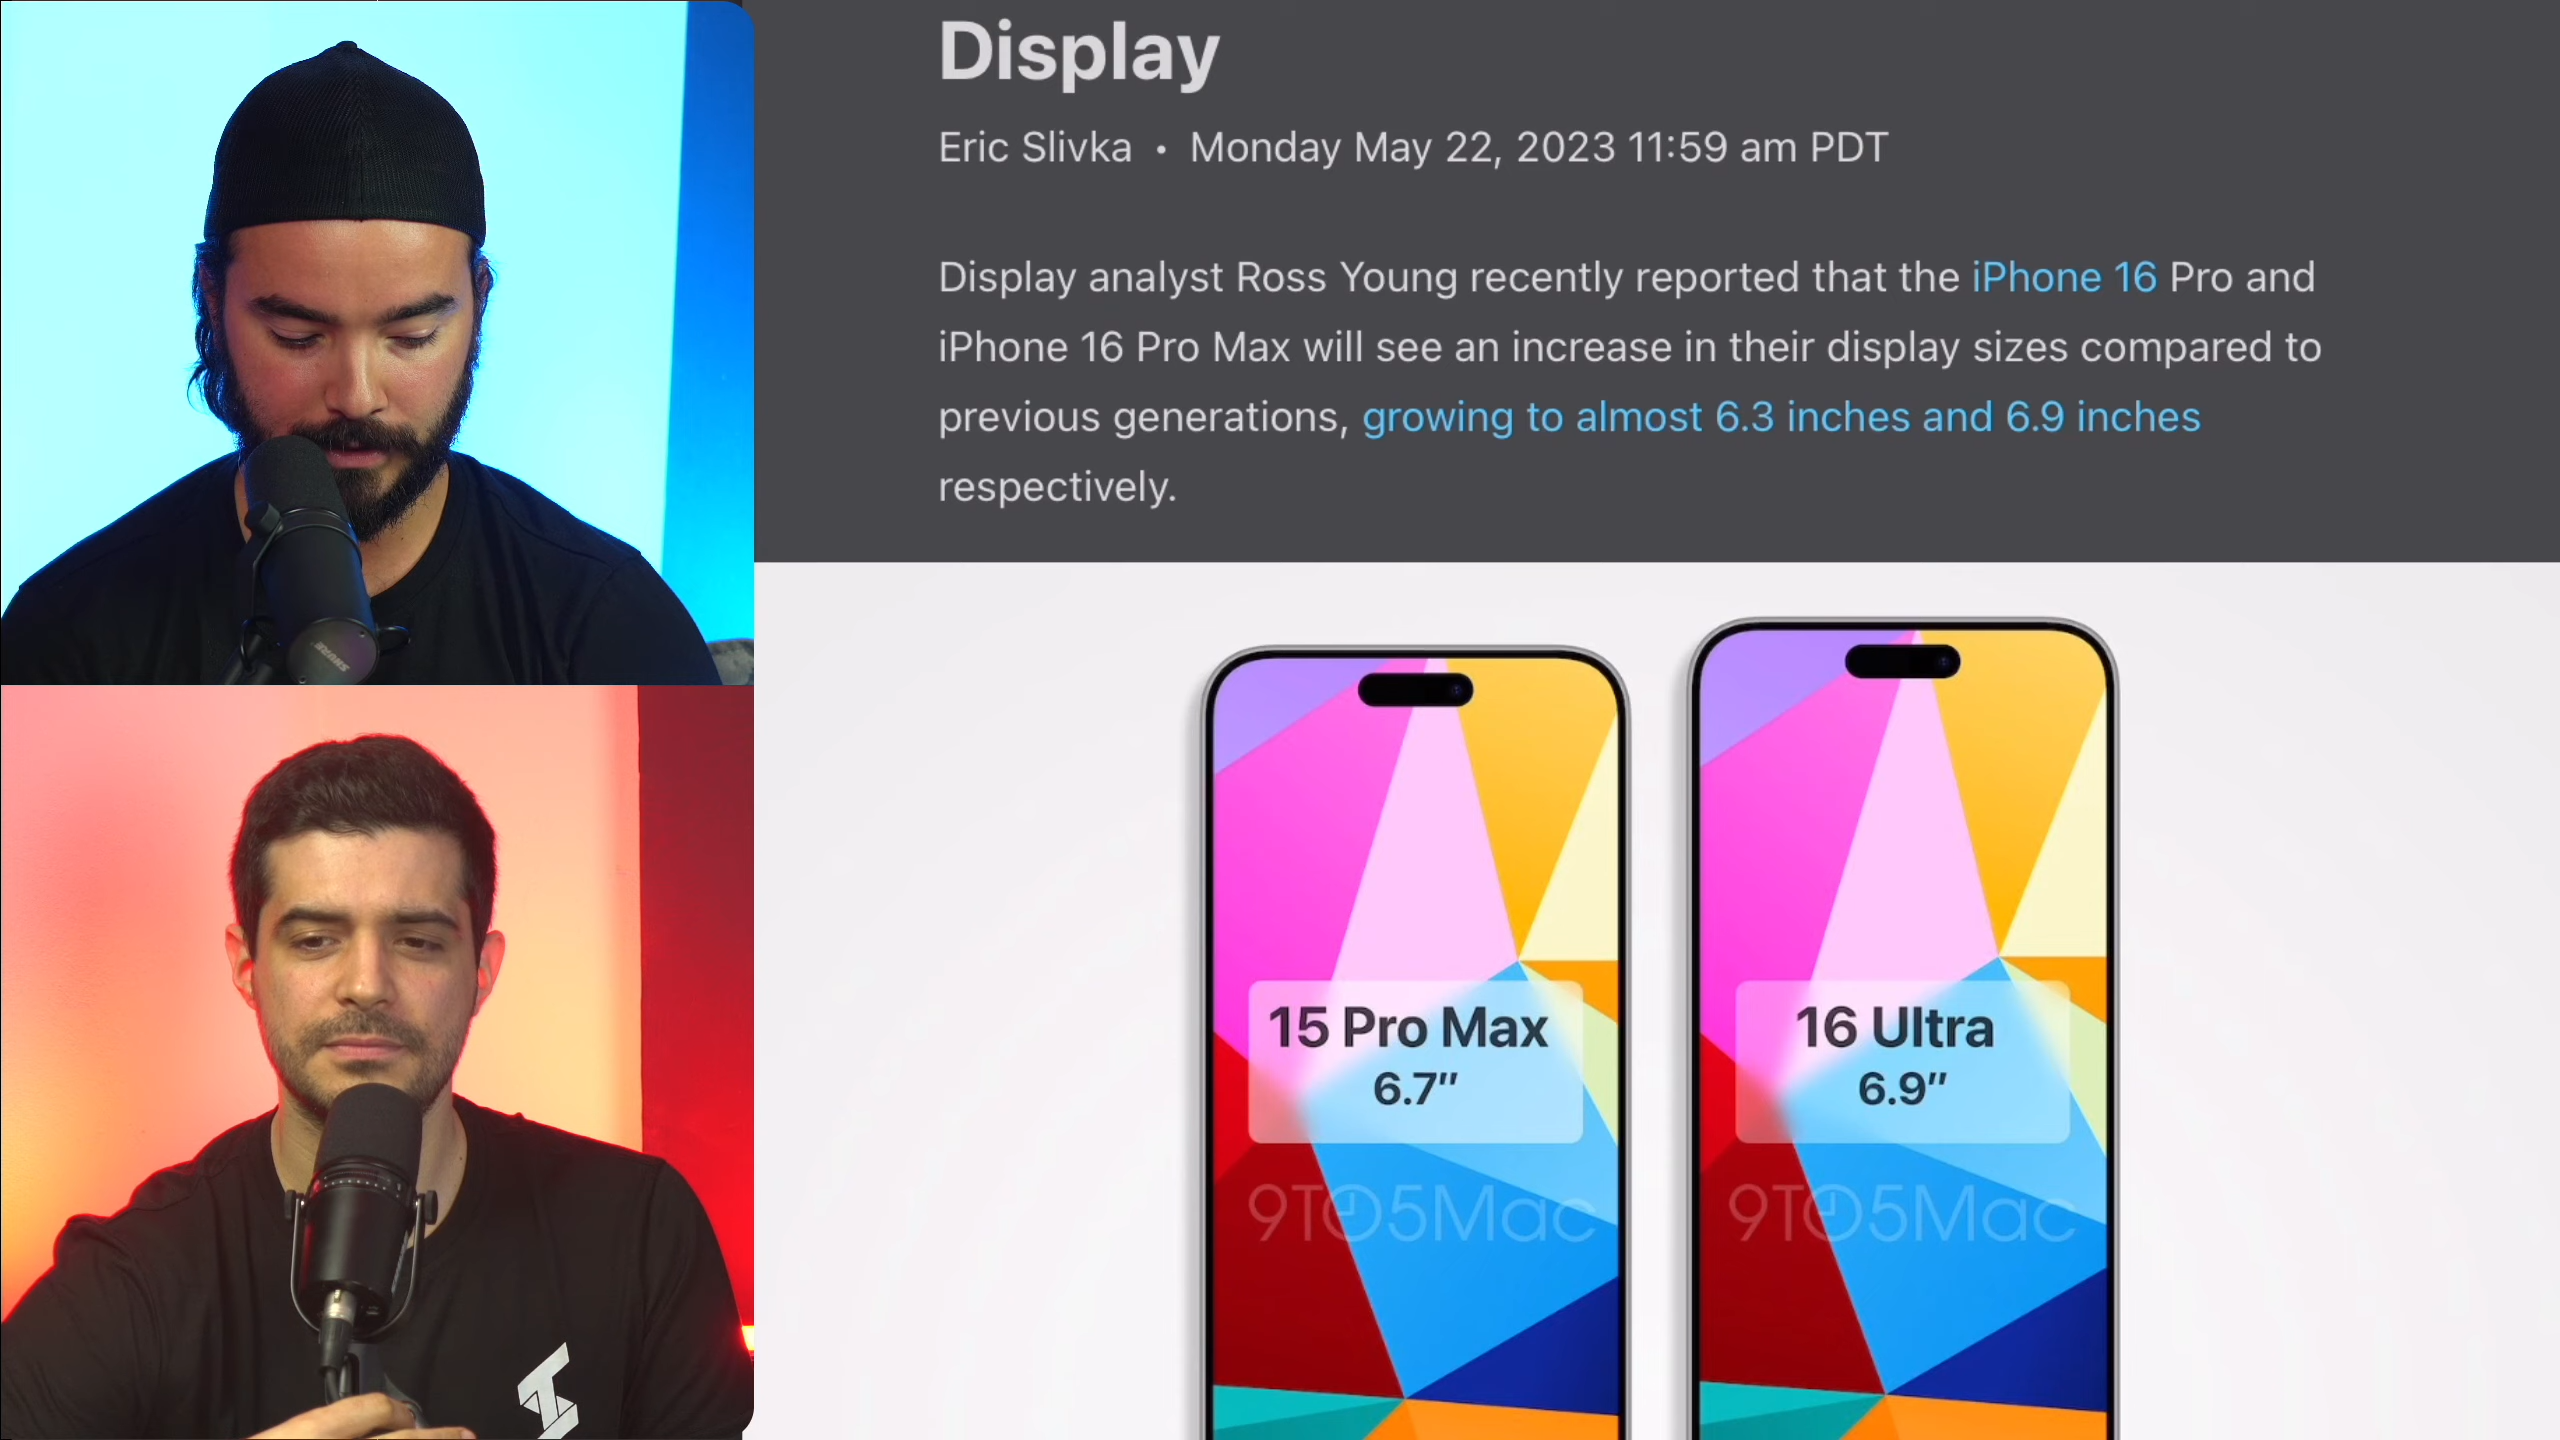 Display
Eric Slivka • Monday May 22, 2023 11:59 am PDT
Display analyst Ross Young recently reported that the iPhone 16 Pro and
iPhone 16 Pro Max will see an increase in their display sizes compared to
previous generations, growing to almost 6.3 inches and 6.9 inches
respectively.
15 Pro Max
6.7"
9TO5Mac
16 Ultra
6.9"
9TO5Mac
SHURE